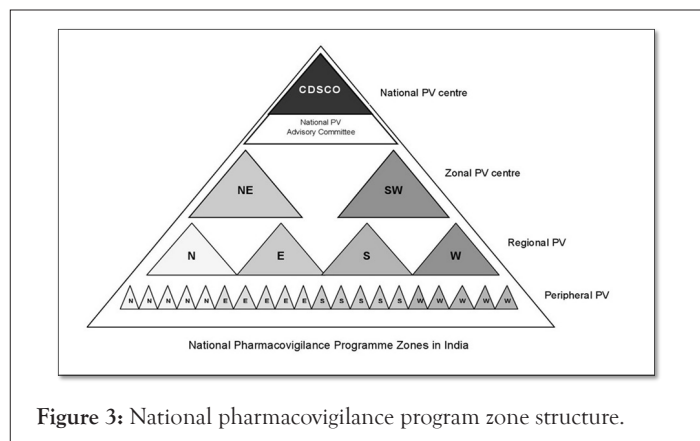 CDSCO
National PV centre
National PV
Advisory Committee
Zonal PV centre
NE SW
Regional PV
N E S W
N N N N N E E E E E S S S S S W W W W W Peripheral PV
National Pharmacovigilance Programme Zones in India
Figure 3: National pharmacovigilance program zone structure.